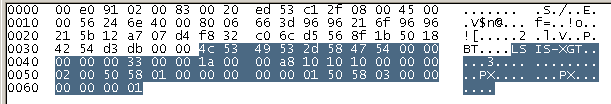 0000 00 e0 91 02 00 83 00 20 ed 53 c1 2f 08 00 45 00 ....... .S./..E.
0010 00 56 24 6e 40 00 80 06 66 3d 96 96 21 6f 96 96 .V$n@... f=..!o..
0020 21 5b 12 a7 07 d4 f8 32 c0 6c d5 56 8f 1b 50 18 ![.....2 .l.V..P.
0030 42 54 d3 db 00 00 4c 53 49 53 2d 58 47 54 00 00 BT....LS IS-XGT..
0040 00 00 00 33 00 00 1a 00 00 a8 10 10 10 00 00 00 ...3.... ........
0050 02 00 50 58 01 00 00 00 00 01 50 58 03 00 00 00 ..PX.... ..PX....
0060 00 00 00 01 ....